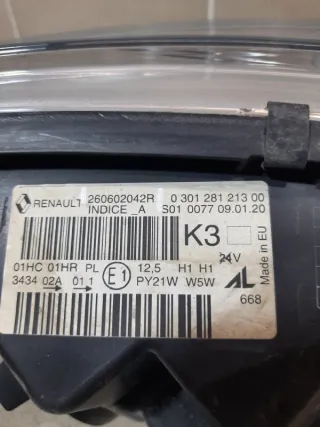 RENAULT 260602042R 0 301 281 213 00
INDICE _A S01 0077 09.01.20
K3
24V
01HC 01HR PL E1 12,5 H1 H1
3434 02A 01 1 PY21W W5W
AL
668
Made in EU